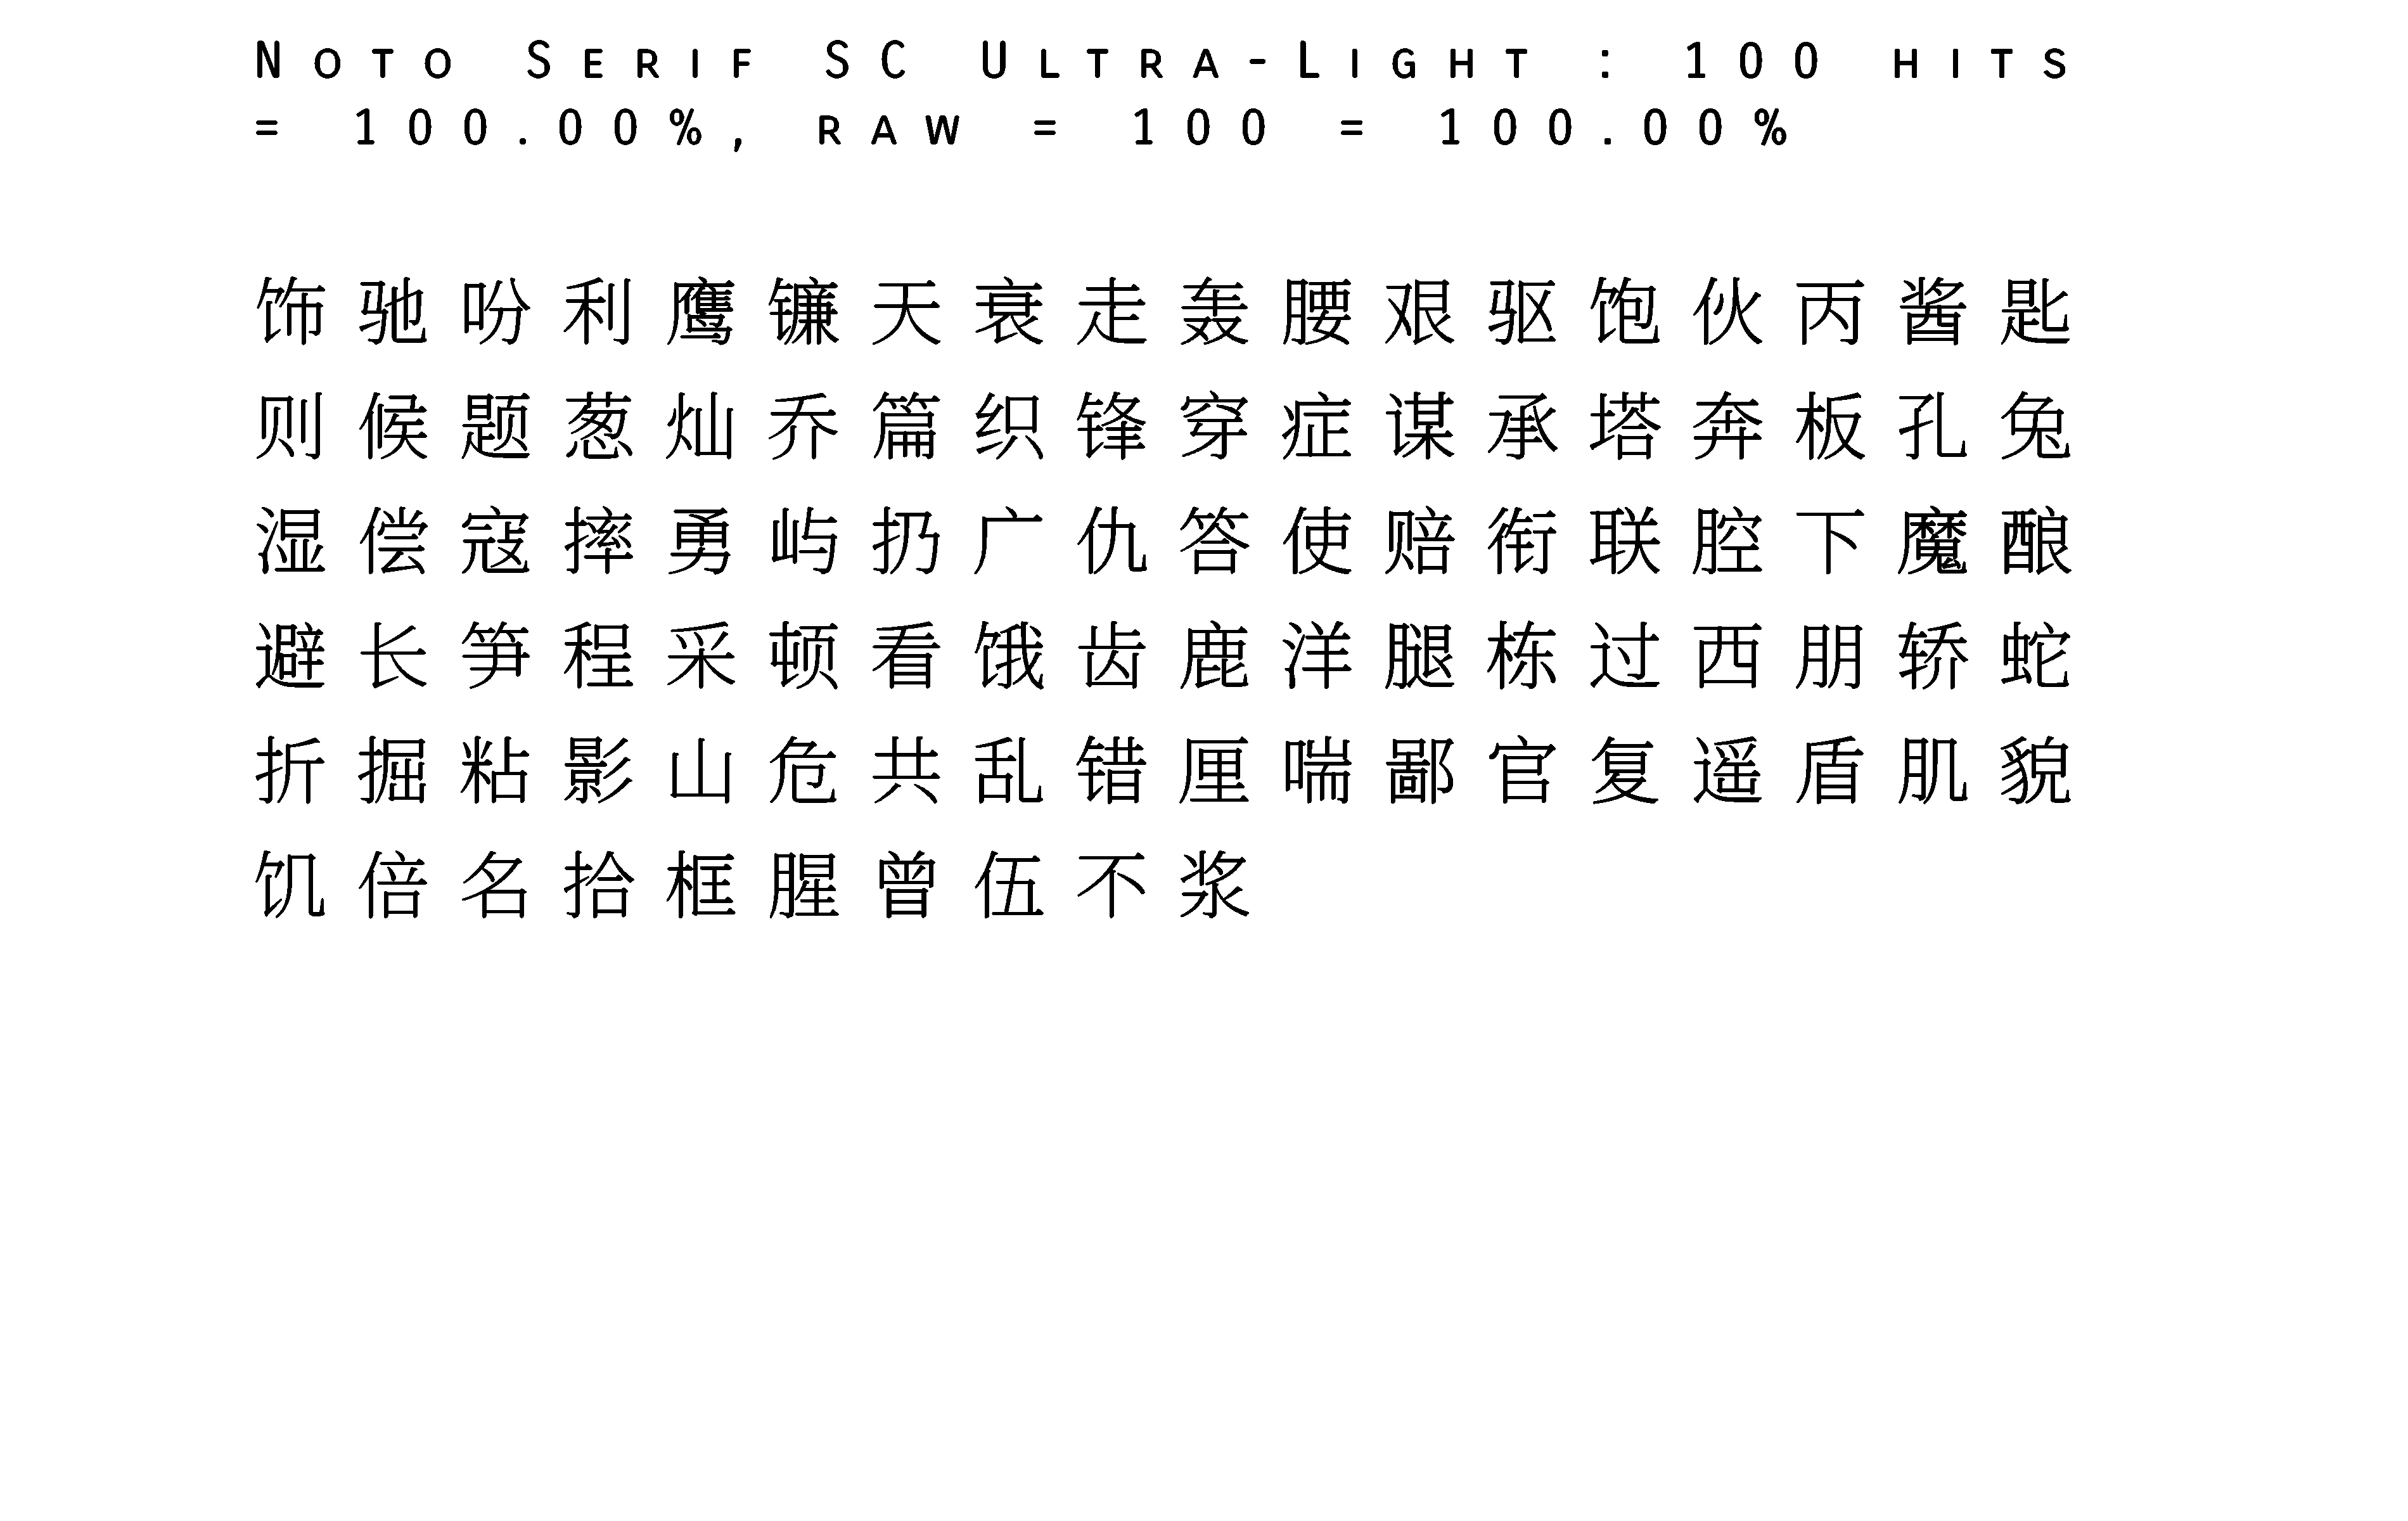 Noto Serif SC Ultra-Light : 100 hits
= 100.00%, raw = 100 = 100.00%
饰驰吩利鹰镰天衰走轰腰艰驱饱伙丙酱匙
则候题葱灿乔篇织锋穿症谋承塔奔板孔兔
湿偿寇摔勇屿扔广仇答使赔衔联腔下魔酿
避长笋程采顿看饿齿鹿洋腿栋过西朋轿蛇
折掘粘影山危共乱错厘喘鄙官复遥盾肌貌
饥倍名拾框腥曾伍不浆